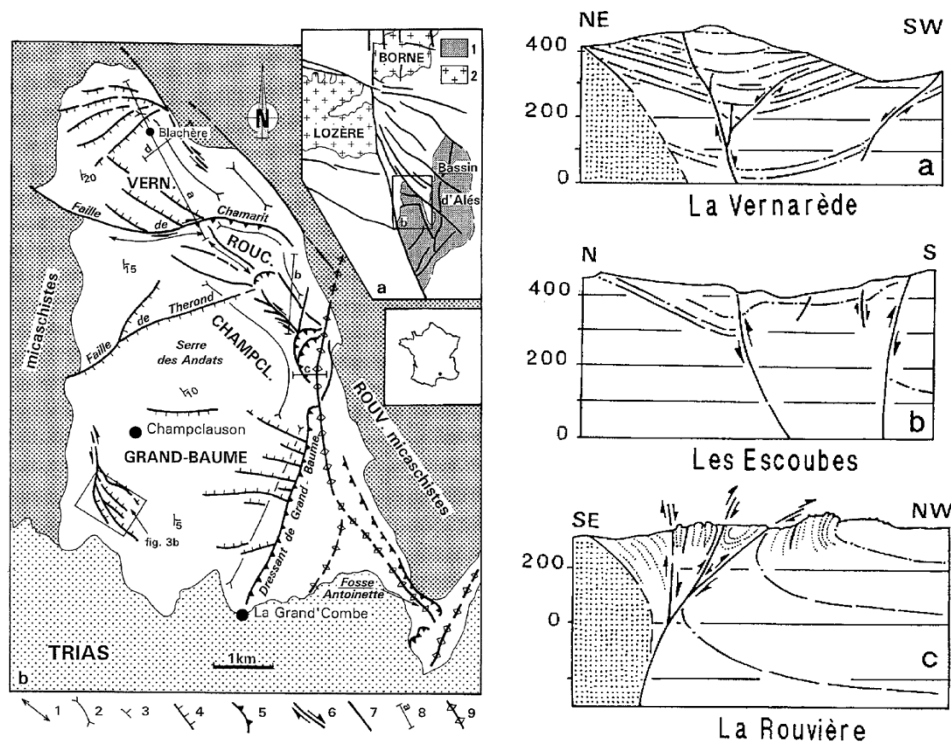 BORNE
1
2
LOZÈRE
N
Bassin
d'Alés
b
a
Blachère
d
20
VERN.
a
Faille
de
Chamarit
ROUC.
15
b
Therond
de
Faille
CHAMPCL.
Serre
des Andats
c
10
micaschistes
Champclauson
GRAND-BAUME
ROUV. micaschistes
Dressant de Grand Baume
5
fig. 3b
Fosse
Antoinette
La Grand'Combe
TRIAS
1km
b
1 2 3 4 5 6 7 a 8 9
NE SW
400
200
0
a
La Vernarède
N S
400
200
0
b
Les Escoubes
SE NW
200
0
c
La Rouvière